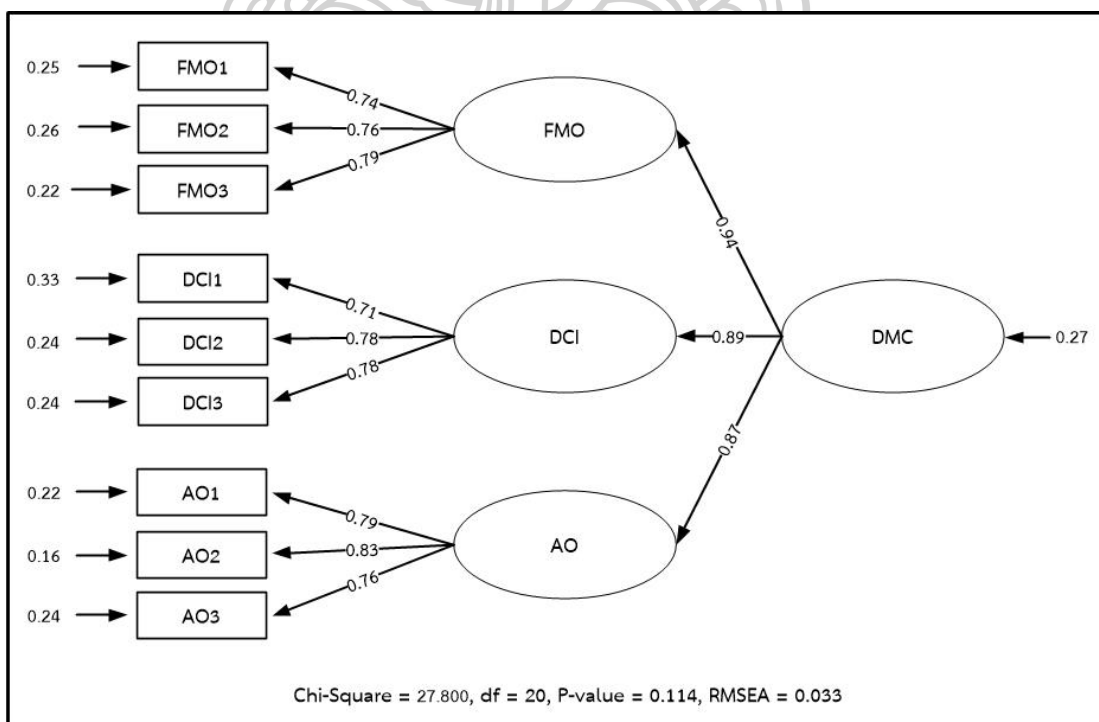 0.25
FMO1
0.74
0.26
FMO2
0.76
0.22
FMO3
0.79
FMO
0.94
0.33
DCI1
0.71
0.24
DCI2
0.78
0.24
DCI3
0.78
DCI
0.89
DMC
0.27
0.22
AO1
0.79
0.16
AO2
0.83
0.24
AO3
0.76
AO
0.87
Chi-Square = 27.800, df = 20, P-value = 0.114, RMSEA = 0.033